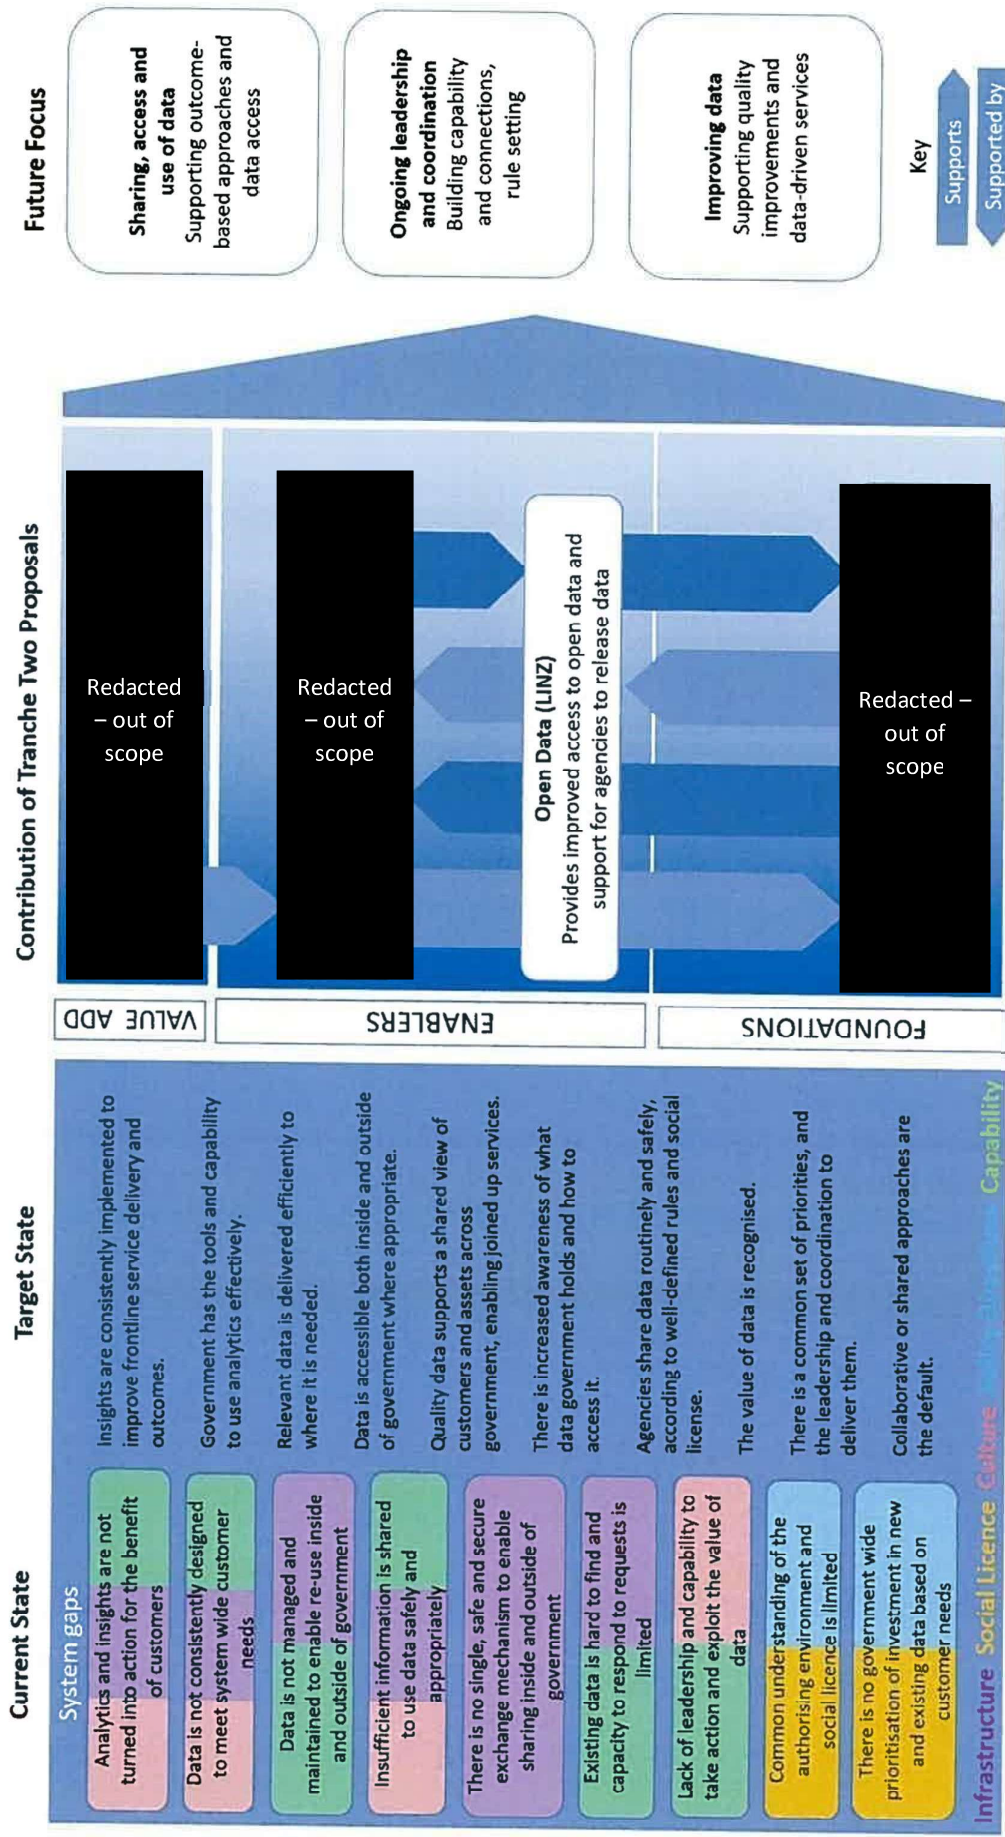 Current State
Target State
Contribution of Tranche Two Proposals
Future Focus
System gaps
Analytics and insights are not
turned into action for the benefit
of customers
Data is not consistently designed
to meet system wide customer
needs
Data is not managed and
maintained to enable re-use inside
and outside of government
Insufficient information is shared
to use data safely and
appropriately
There is no single, safe and secure
exchange mechanism to enable
sharing inside and outside of
government
Existing data is hard to find and
capacity to respond to requests is
limited
Lack of leadership and capability to
take action and exploit the value of
data
Common understanding of the
authorising environment and
social licence is limited
There is no government wide
prioritisation of investment in new
and existing data based on
customer needs
Insights are consistently implemented to
improve frontline service delivery and
outcomes.
Government has the tools and capability
to use analytics effectively.
Relevant data is delivered efficiently to
where it is needed.
Data is accessible both inside and outside
of government where appropriate.
Quality data supports a shared view of
customers and assets across
government, enabling joined up services.
There is increased awareness of what
data government holds and how to
access it.
Agencies share data routinely and safely,
according to well-defined rules and social
license.
The value of data is recognised.
There is a common set of priorities, and
the leadership and coordination to
deliver them.
Collaborative or shared approaches are
the default.
Infrastructure Social Licence Culture Capability
VALUE ADD
ENABLERS
FOUNDATIONS
Redacted
– out of
scope
Redacted
– out of
scope
Open Data (LINZ)
Provides improved access to open data and
support for agencies to release data
Redacted –
out of
scope
Sharing, access and
use of data
Supporting outcome-
based approaches and
data access
Ongoing leadership
and coordination
Building capability
and connections,
rule setting
Improving data
Supporting quality
improvements and
data-driven services
Key
Supports
Supported by